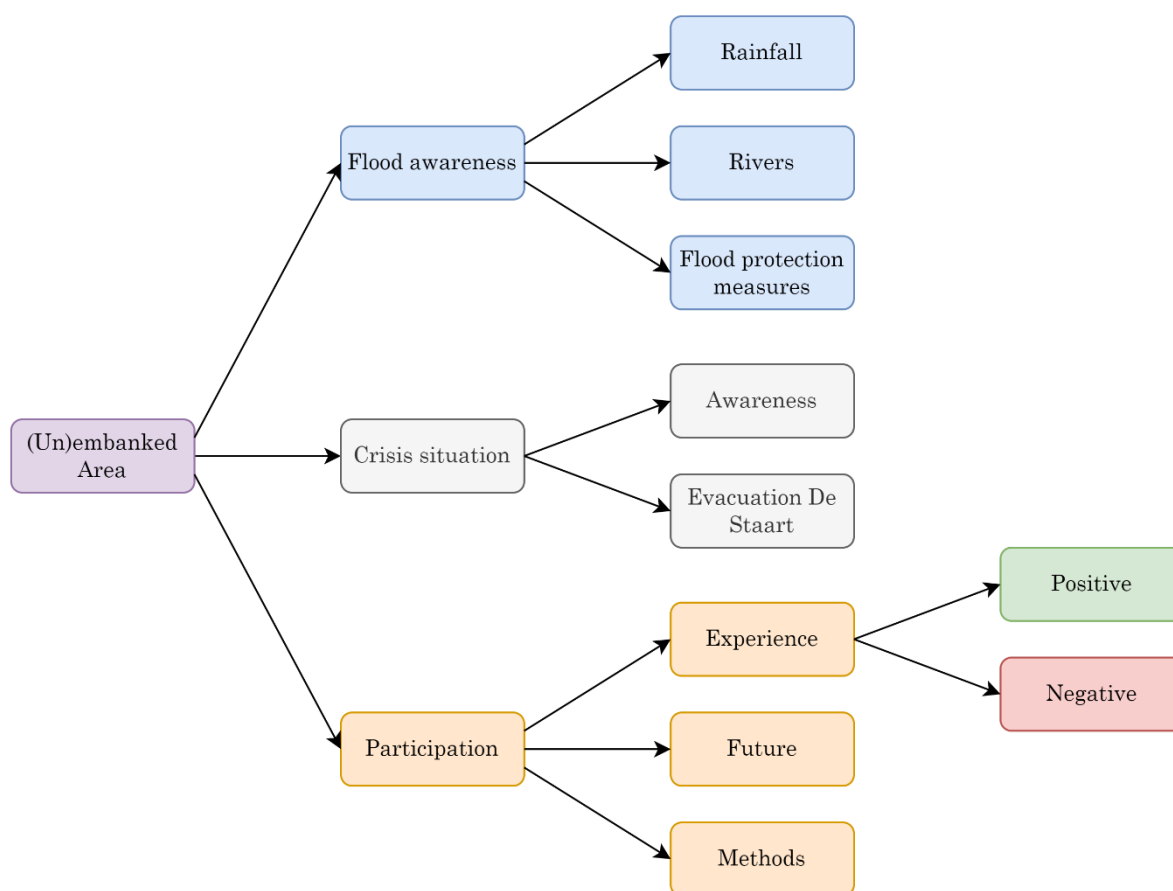 Rainfall
Flood awareness
Rivers
Flood protection
measures
(Un)embanked
Area
Crisis situation
Awareness
Evacuation De
Staart
Participation
Experience
Positive
Negative
Future
Methods